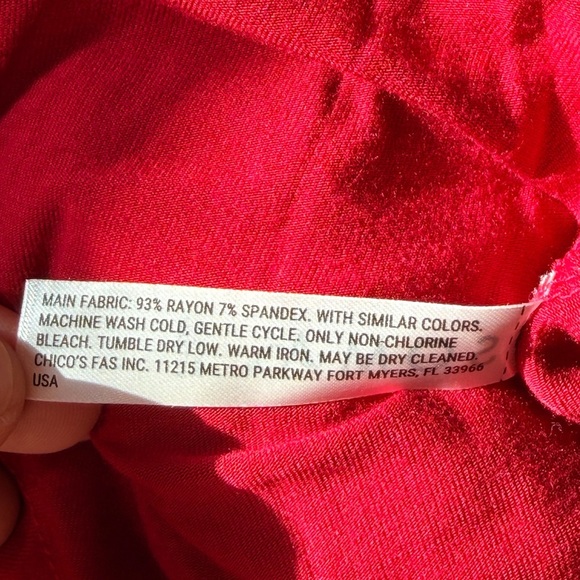 MAIN FABRIC: 93% RAYON 7% SPANDEX. WITH SIMILAR COLORS.
MACHINE WASH COLD, GENTLE CYCLE. ONLY NON-CHLORINE
BLEACH. TUMBLE DRY LOW. WARM IRON. MAY BE DRY CLEANED.
CHICO'S FAS INC. 11215 METRO PARKWAY FORT MYERS, FL 33966
USA